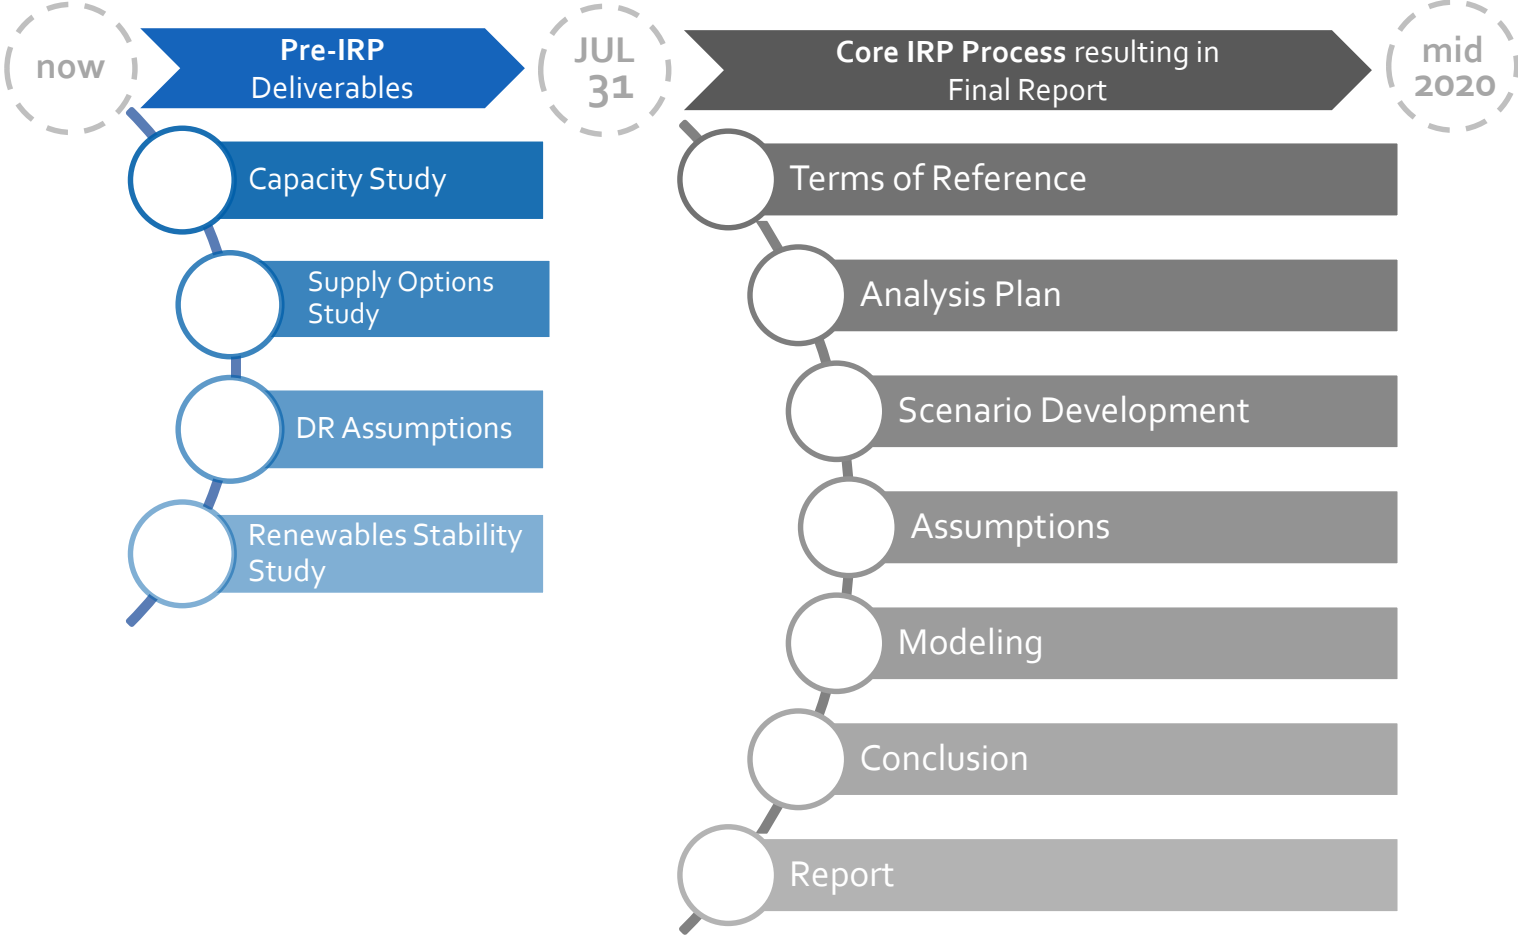 now
Pre-IRP
Deliverables
JUL
31
Core IRP Process resulting in
Final Report
mid
2020
Capacity Study
Supply Options
Study
DR Assumptions
Renewables Stability
Study
Terms of Reference
Analysis Plan
Scenario Development
Assumptions
Modeling
Conclusion
Report